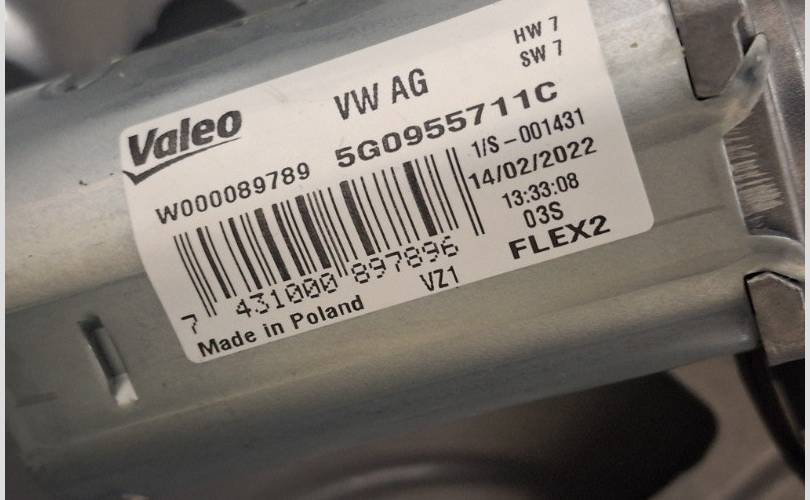 Valeo
VW AG
HW 7
SW 7
W000089789
5G0955711C
1/S-001431
14/02/2022
13:33:08
03S
FLEX2
7 431000 897896
Made in Poland
VZ1